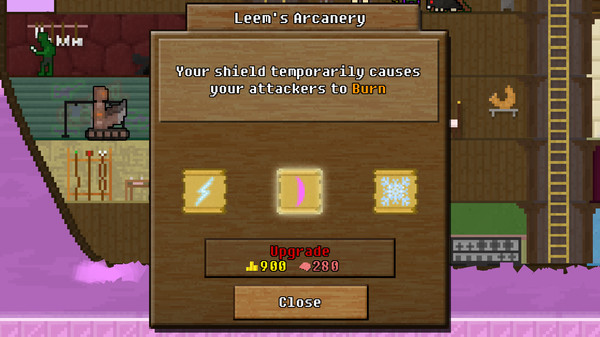 Leem's Arcanery
Your shield temporarily causes
your attackers to Burn
Upgrade
900 280
Close